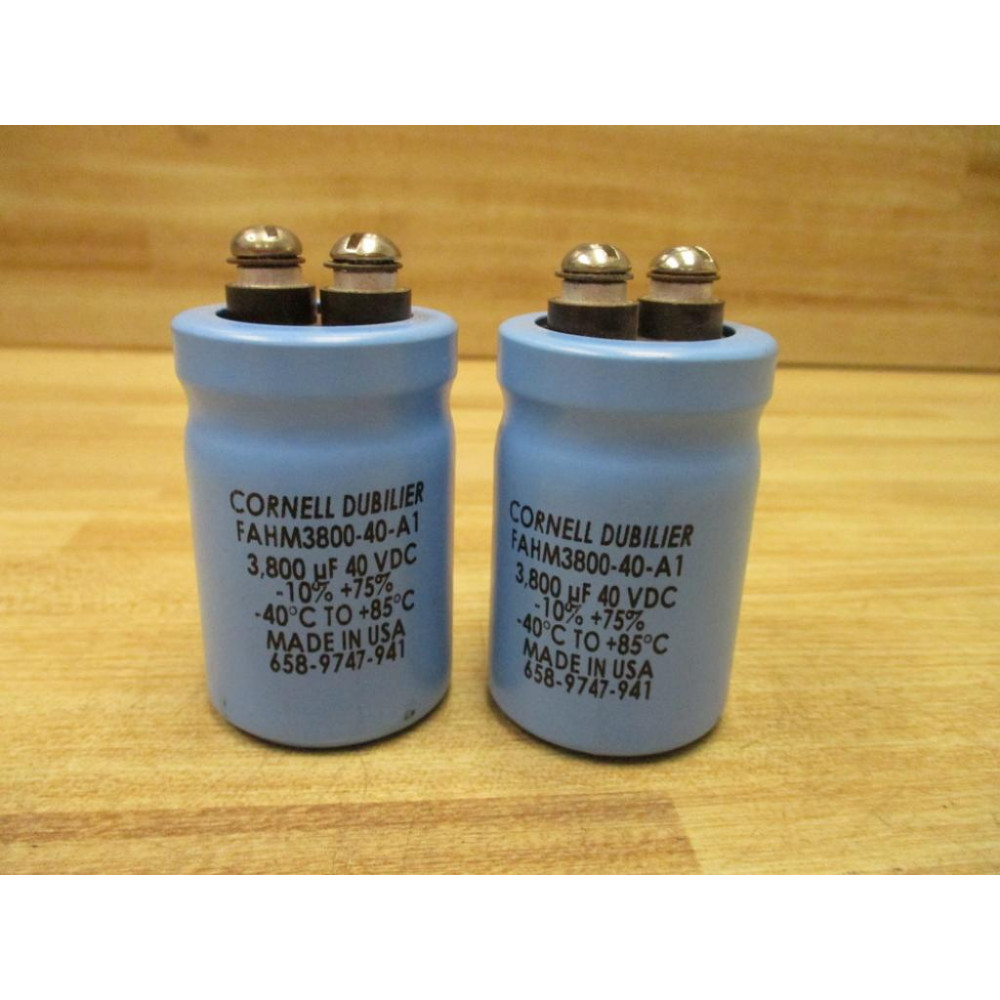 CORNELL DUBILIER
FAHM3800-40-A1
3,800 µF 40 VDC
-10% +75%
-40°C TO +85°C
MADE IN USA
658-9747-941
CORNELL DUBILIER
FAHM3800-40-A1
3,800 µF 40 VDC
-10% +75%
-40°C TO +85°C
MADE IN USA
658-9747-941